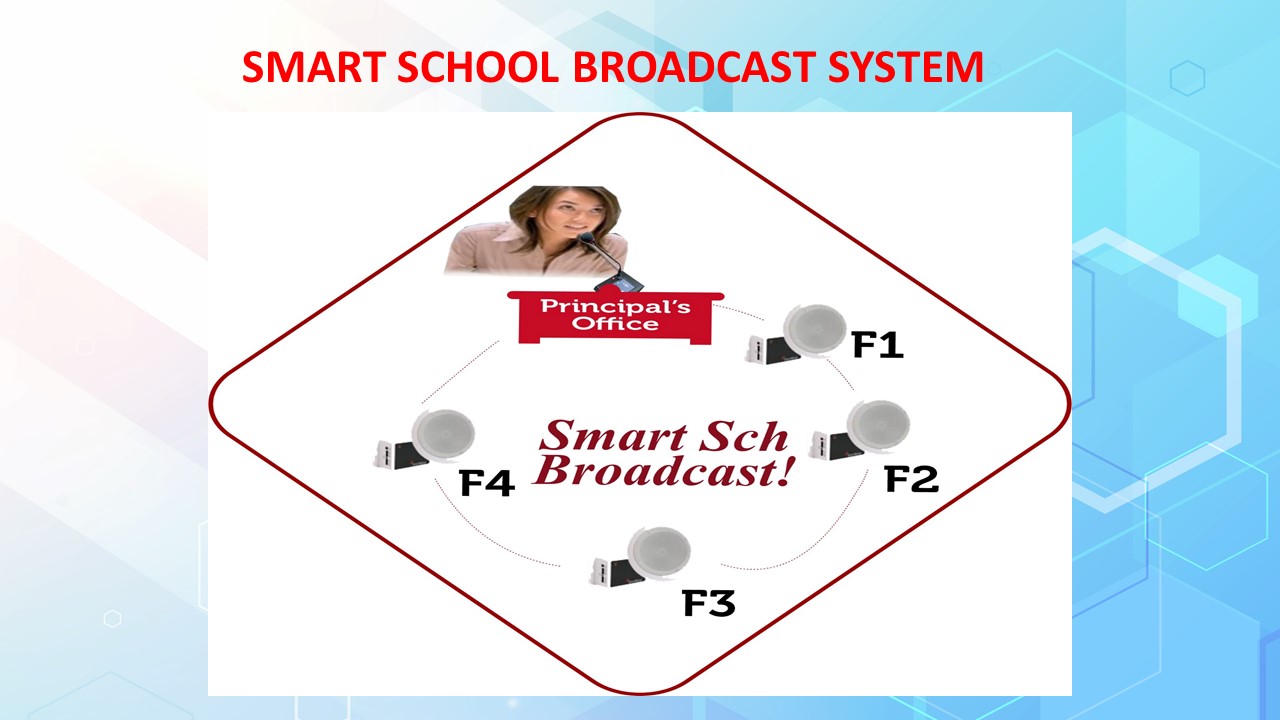 SMART SCHOOL BROADCAST SYSTEM
Principal's
Office
F1
Smart Sch
Broadcast!
F2
F4
F3